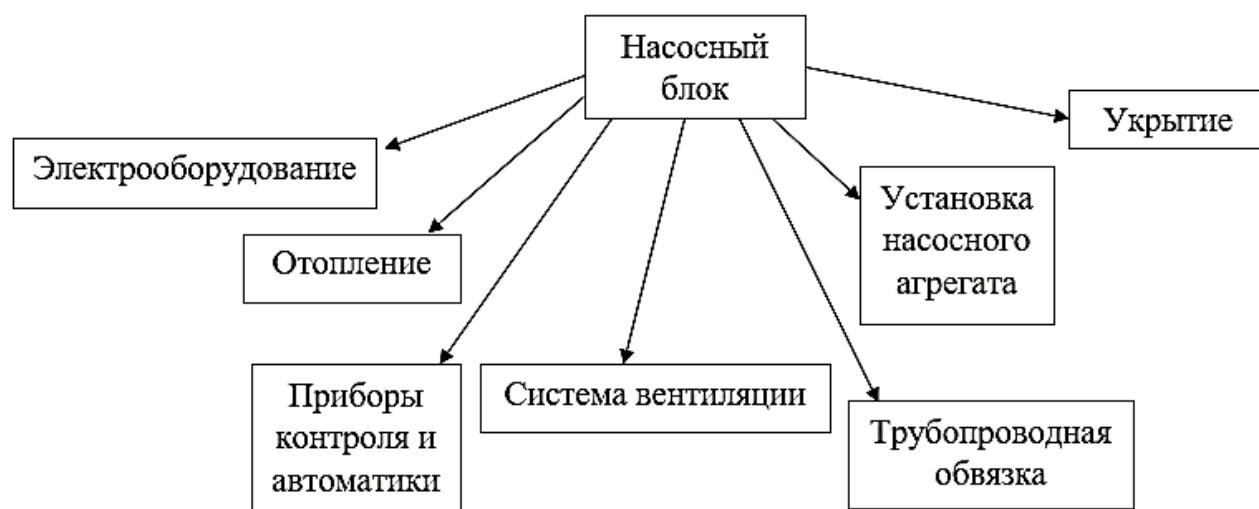 Насосный
блок
Укрытие
Электрооборудование
Установка
насосного
агрегата
Отопление
Приборы
контроля и
автоматики
Система вентиляции
Трубопроводная
обвязка